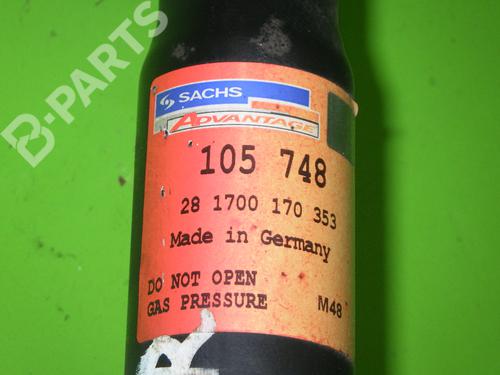 B-PARTS
SACHS
ADVANTAGE
105 748
28 1700 170 353
Made in Germany
DO NOT OPEN
GAS PRESSURE M48